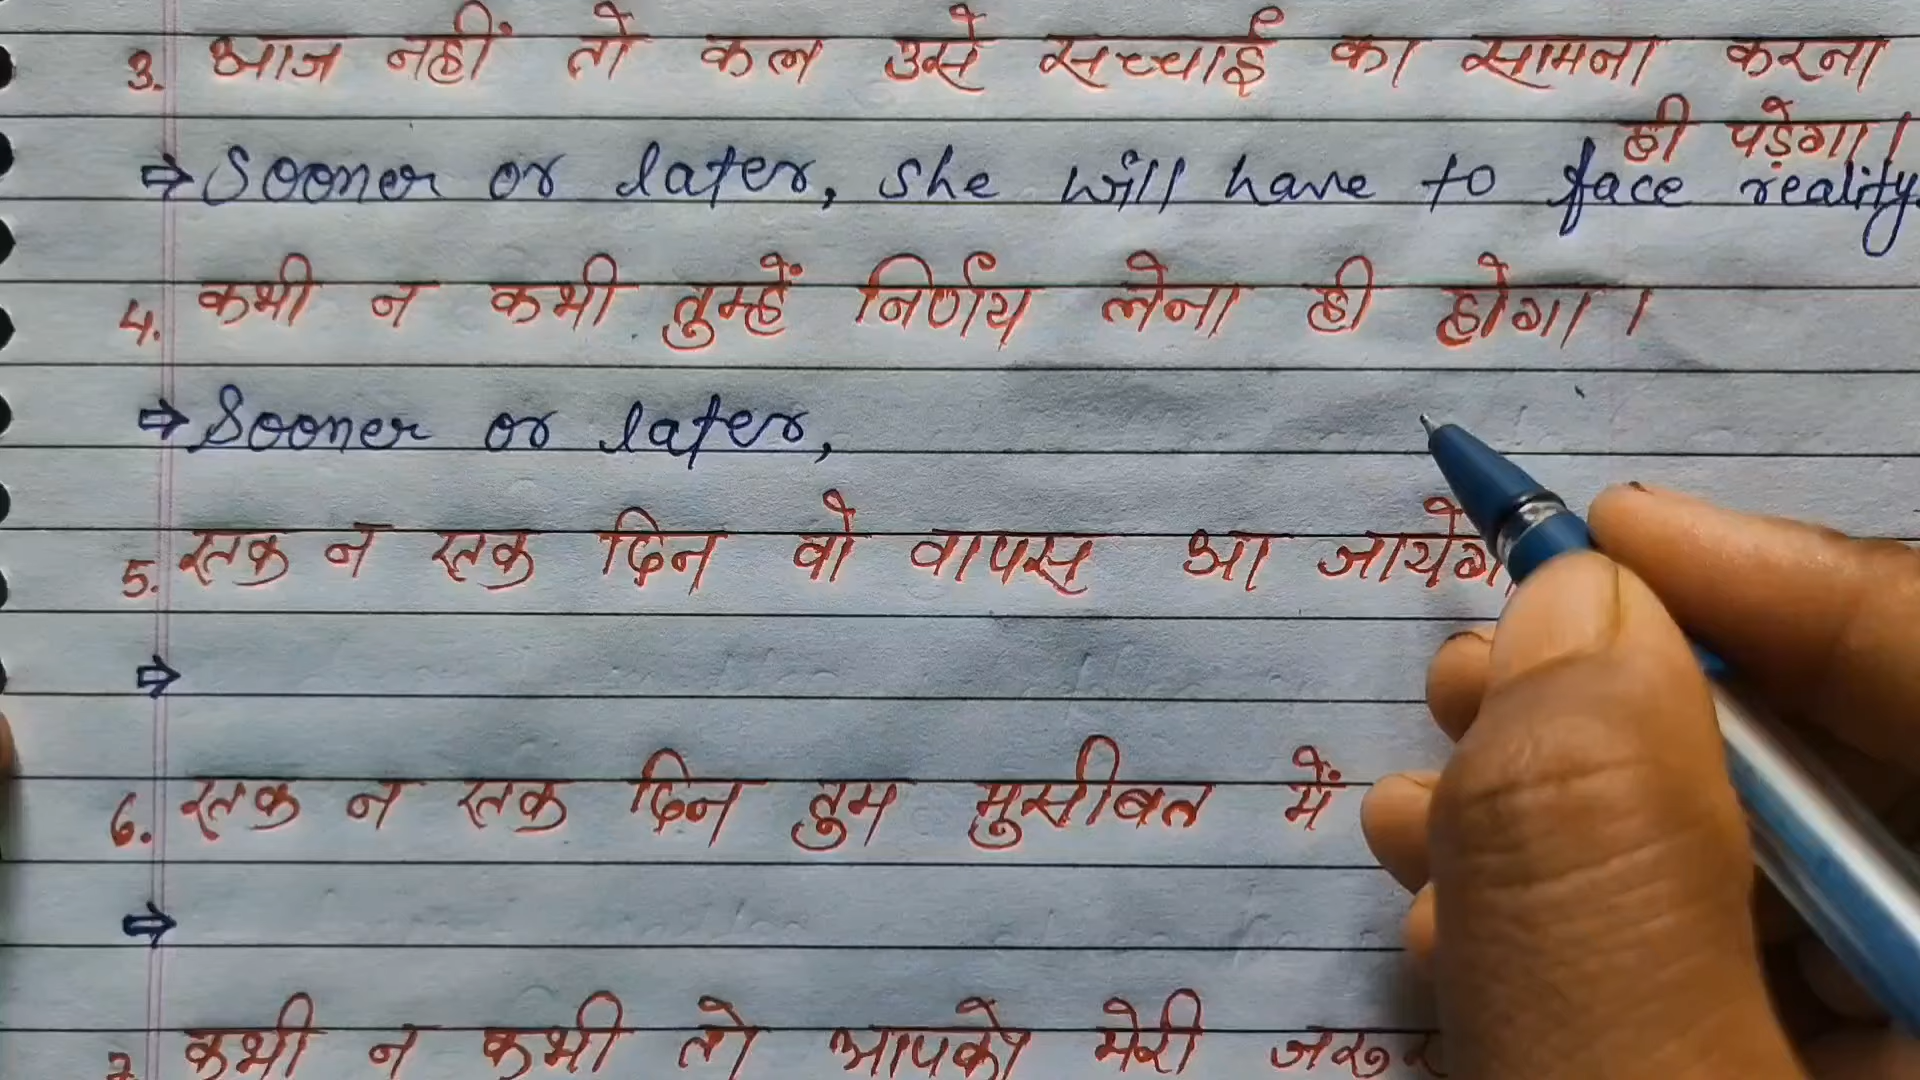 3. आज नहीं तो कल उसे सच्चाई का सामना करना
ही पड़ेगा।
⇒ Sooner or later, she will have to face reality.
4. कभी न कभी तुम्हें निर्णय लेना ही होगा।
⇒ Sooner or later,
5. एक न एक दिन वो वापस आ
⇒
6. एक न एक दिन तुम मुसीबत में
⇒
कभी न कभी तो आपको मेरी